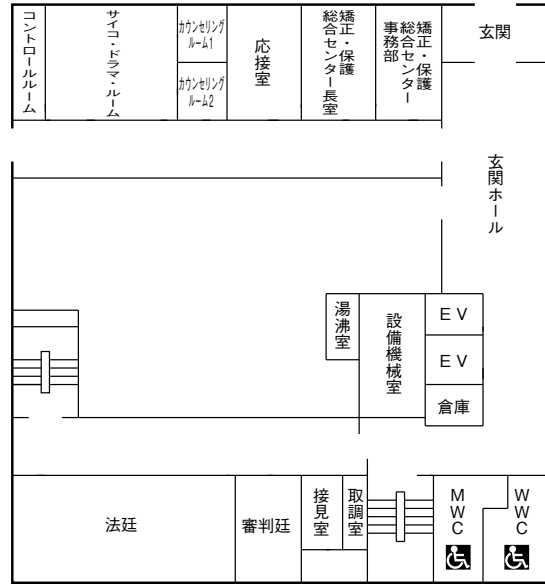 コントロールルーム
サイコ・ドラマ・ルーム
カウンセリング
ルーム1
カウンセリング
ルーム2
応接室
矯正・保護
総合センター長室
矯正・保護
総合センター
事務部
玄関
玄関ホール
湯沸室
設備機械室
EV
EV
倉庫
法廷
審判廷
接見室
取調室
MWC
WWC